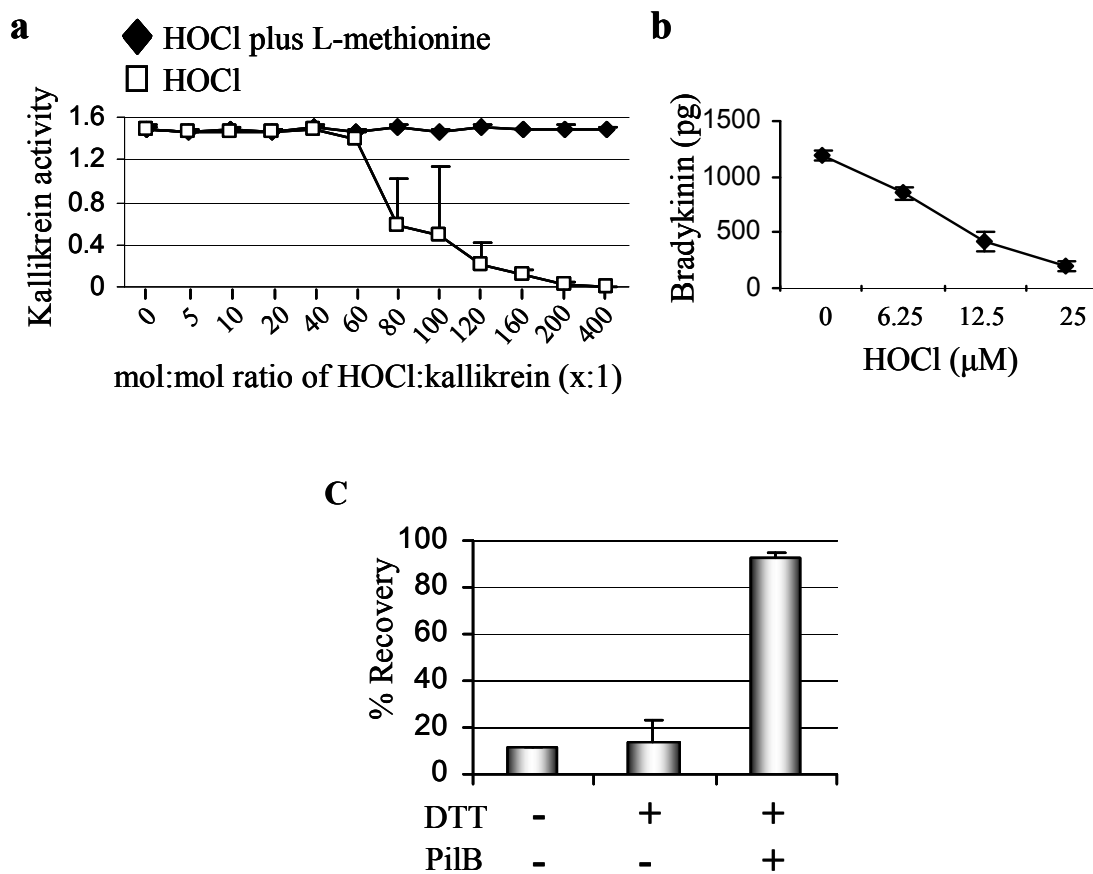 a
HOCl plus L-methionine
HOCl
Kallikrein activity
1.6
1.2
0.8
0.4
0
0 5 10 20 40 60 80 100 120 160 200 400
mol:mol ratio of HOCl:kallikrein (x:1)
b
Bradykinin (pg)
1500
1000
500
0
0 6.25 12.5 25
HOCl (μM)
C
% Recovery
100
80
60
40
20
0
DTT - + +
PilB - - +